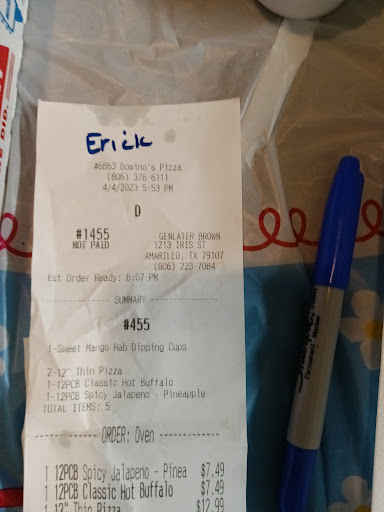 Erick
#6863 Domino's Pizza
(806) 376-6111
4/4/2023 5:53 PM
D
#1455
NOT PAID
GENLATER BROWN
1213 IRIS ST
AMARILLO, TX 79107
(806) 223-7084
Est Order Ready: 8:07 PM
SUMMARY
#455
1-Sweet Mango Hab Dipping Cups
2-12" Thin Pizza
1-12PCB Classic Hot Buffalo
1-12PCB Spicy Jalapeno - Pineapple
TOTAL ITEMS: 5
ORDER: Oven
1 12PCB Spicy Jalapeno - Pinea $7.49
1 12PCB Classic Hot Buffalo $7.49
1 12" Thin Pizza $12.99
Sharpie